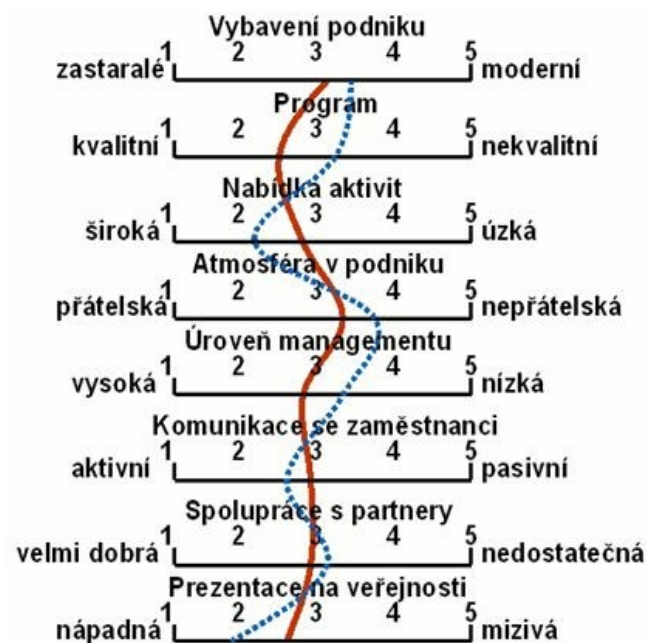 Vybavení podniku
1 2 3 4 5
zastaralé moderní
Program
1 2 3 4 5
kvalitní nekvalitní
Nabídka aktivit
1 2 3 4 5
široká úzká
Atmosféra v podniku
1 2 3 4 5
přátelská nepřátelská
Úroveň managementu
1 2 3 4 5
vysoká nízká
Komunikace se zaměstnanci
1 2 3 4 5
aktivní pasivní
Spolupráce s partnery
1 2 3 4 5
velmi dobrá nedostatečná
Prezentace na veřejnosti
1 2 3 4 5
nápadná mizivá